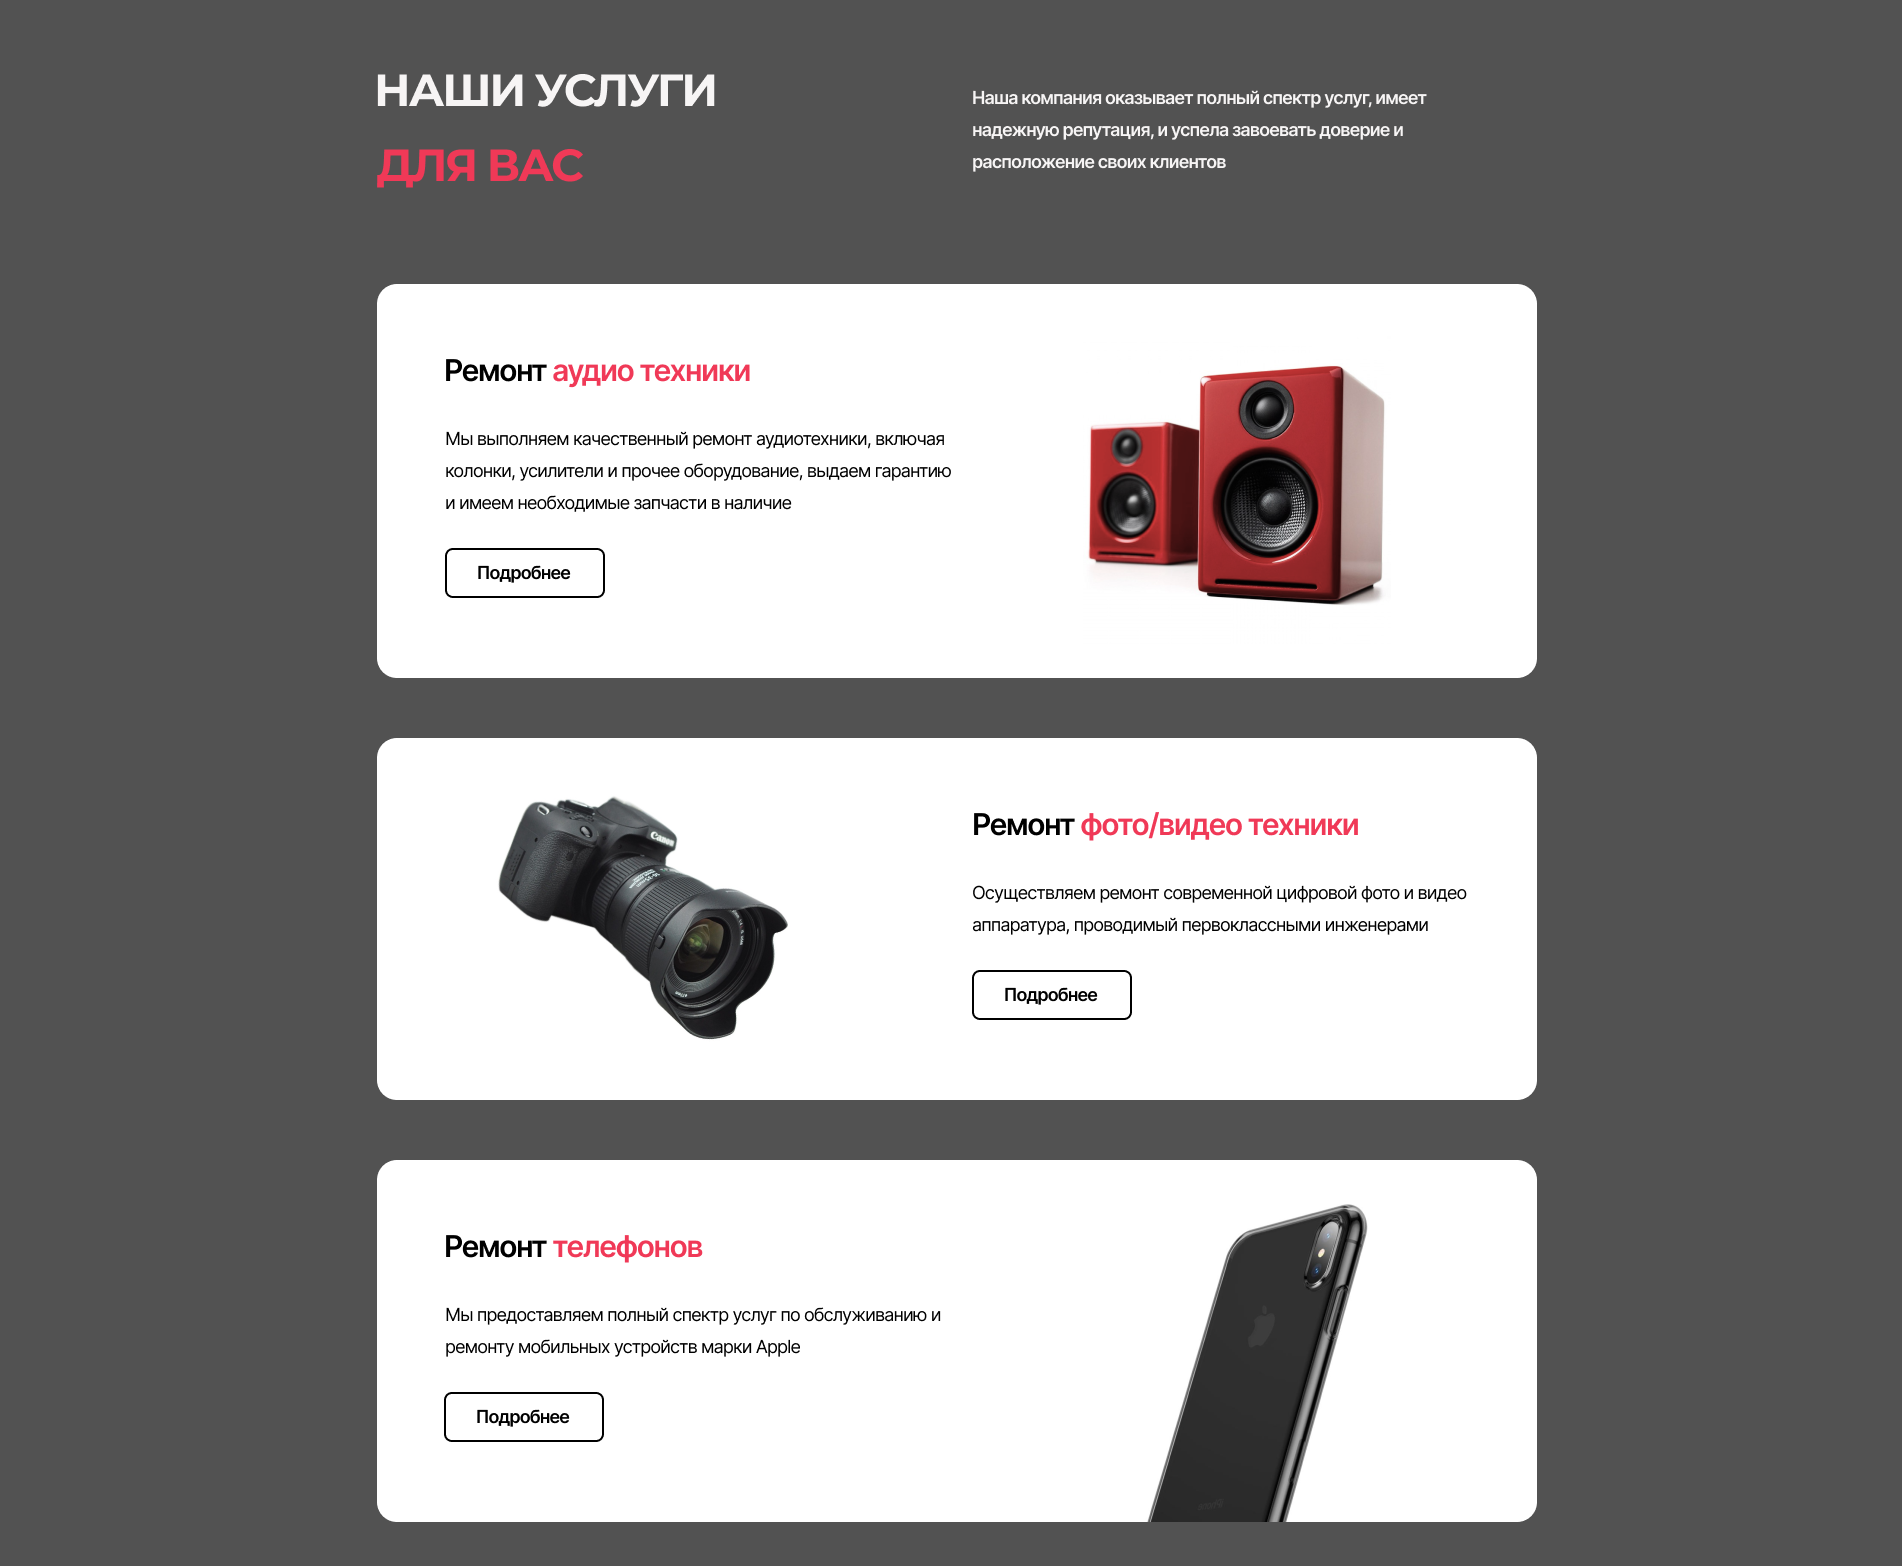 НАШИ УСЛУГИ
ДЛЯ ВАС
Наша компания оказывает полный спектр услуг, имеет
надежную репутация, и успела завоевать доверие и
расположение своих клиентов
Ремонт аудио техники
Мы выполняем качественный ремонт аудиотехники, включая
колонки, усилители и прочее оборудование, выдаем гарантию
и имеем необходимые запчасти в наличие
Подробнее
Canon
Ремонт фото/видео техники
Осуществляем ремонт современной цифровой фото и видео
аппаратура, проводимый первоклассными инженерами
Подробнее
Ремонт телефонов
Мы предоставляем полный спектр услуг по обслуживанию и
ремонту мобильных устройств марки Apple
Подробнее